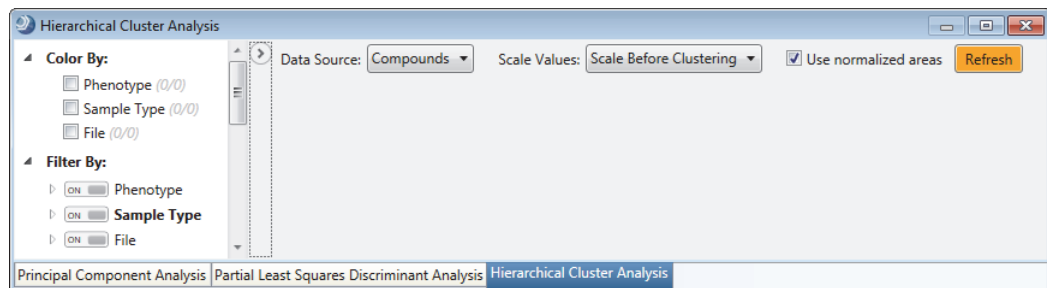 Hierarchical Cluster Analysis
Color By:
Phenotype (0/0)
Sample Type (0/0)
File (0/0)
Filter By:
ON Phenotype
ON Sample Type
ON File
Data Source: Compounds Scale Values: Scale Before Clustering Use normalized areas Refresh
Principal Component Analysis Partial Least Squares Discriminant Analysis Hierarchical Cluster Analysis